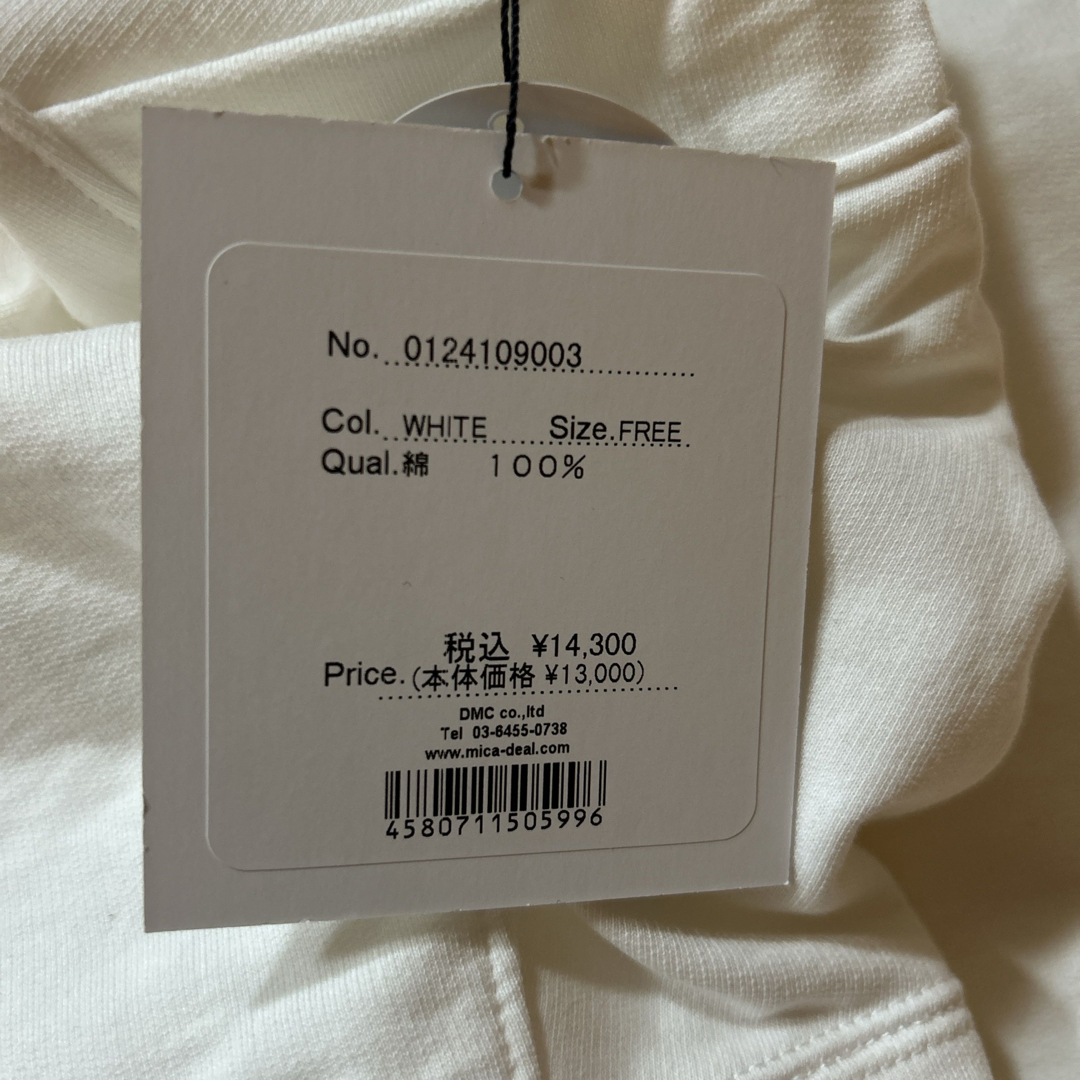 No. 0124109003
Col. WHITE Size. FREE
Qual. 綿 １００％
税込 ¥14,300
Price. (本体価格 ¥13,000)
DMC co.,ltd
Tel 03-6455-0738
www.mica-deal.com
4580711505996